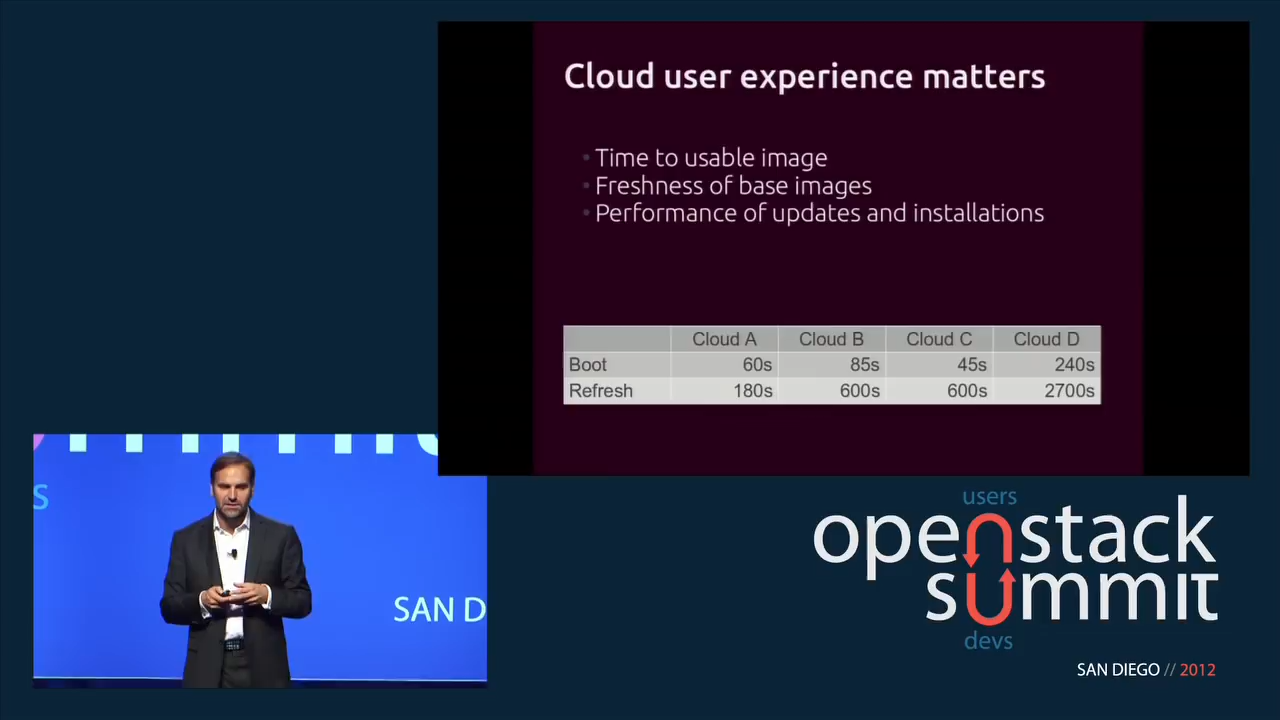 Cloud user experience matters
Time to usable image
Freshness of base images
Performance of updates and installations
Cloud A Cloud B Cloud C Cloud D
Boot 60s 85s 45s 240s
Refresh 180s 600s 600s 2700s
SAN D
users
openstack
summit
devs
SAN DIEGO // 2012